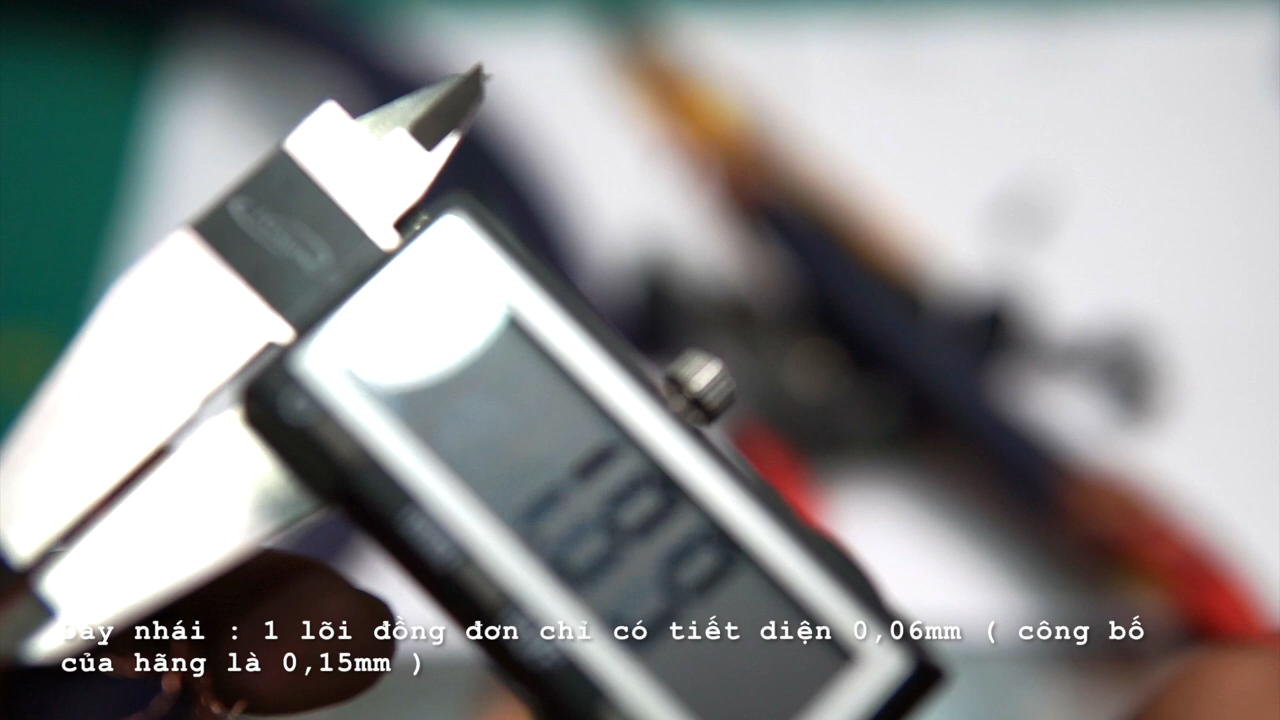 Dây nhái : 1 lõi đồng đơn chỉ có tiết diện 0,06mm ( công bố
của hãng là 0,15mm )